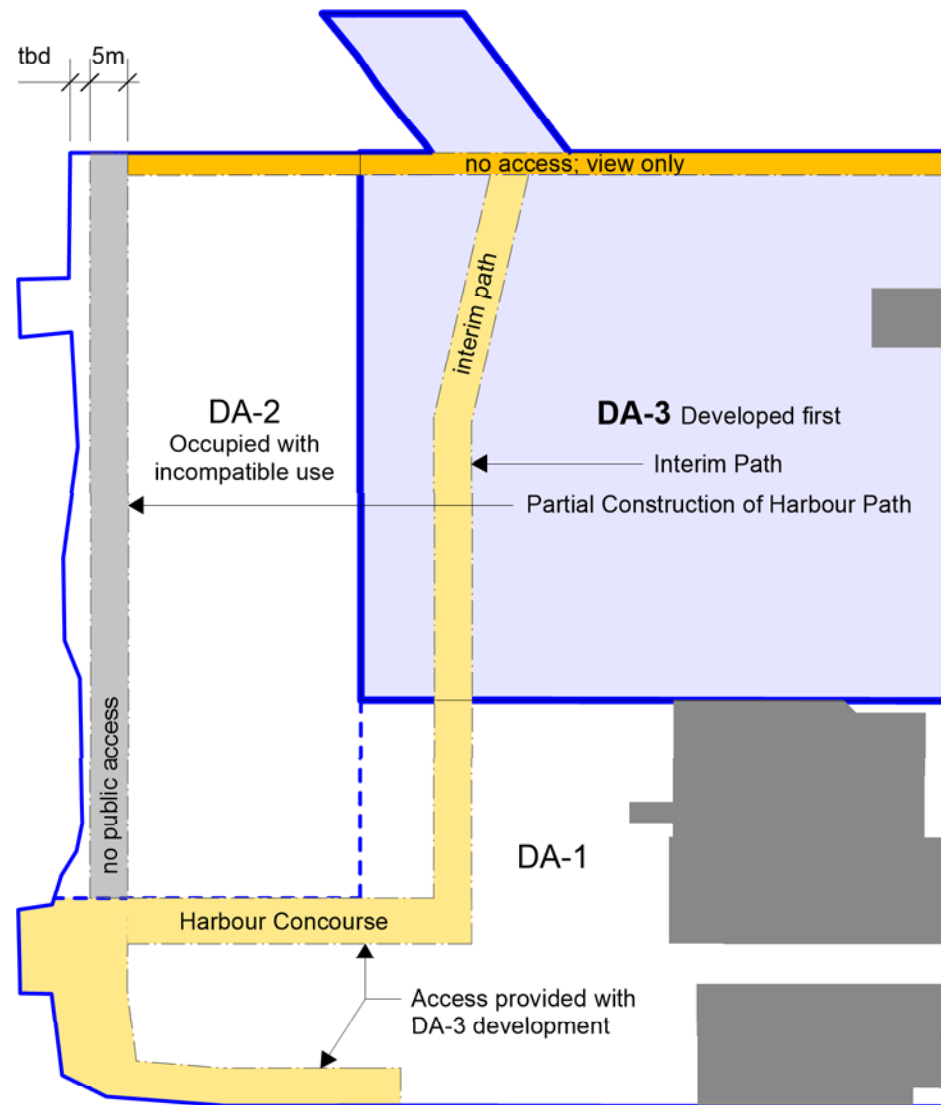 tbd
5m
no access; view only
interim path
DA-2
Occupied with
incompatible use
DA-3 Developed first
Interim Path
Partial Construction of Harbour Path
no public access
DA-1
Harbour Concourse
Access provided with
DA-3 development